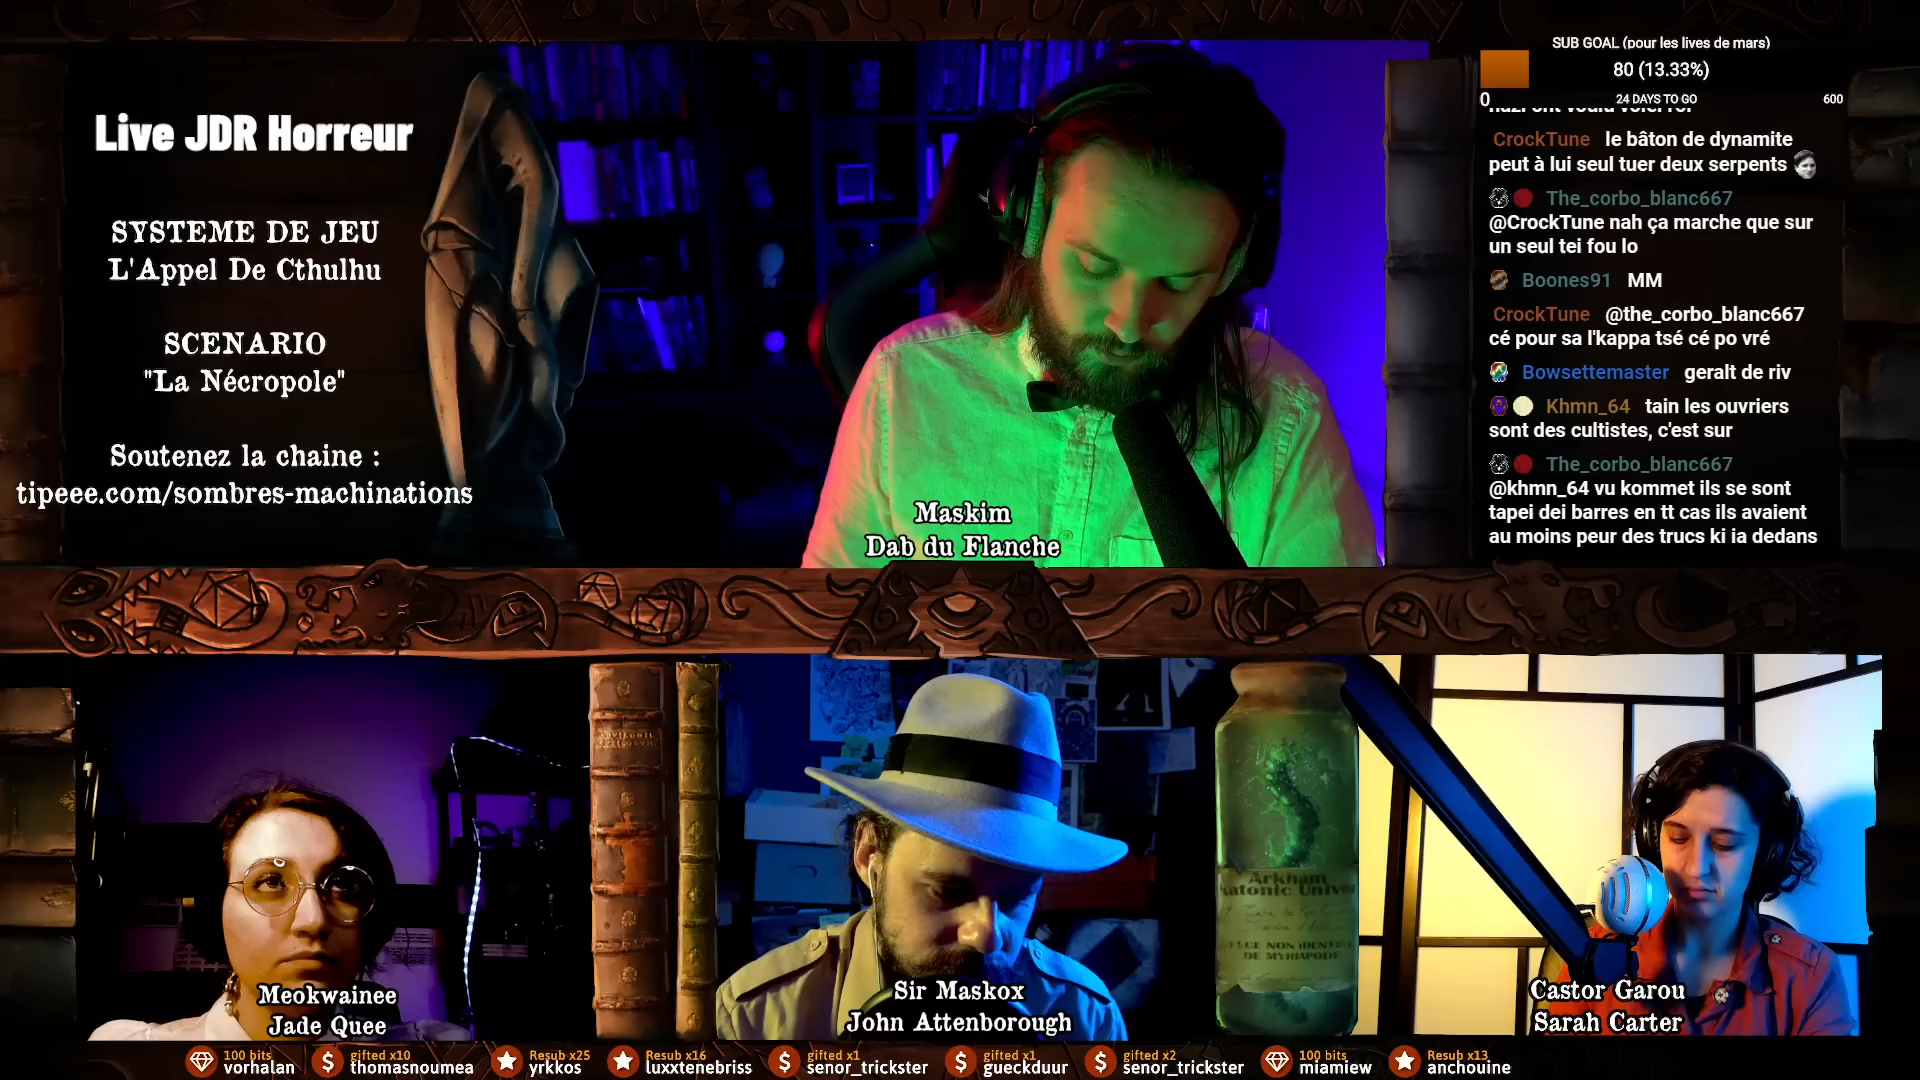 Live JDR Horreur
SYSTEME DE JEU
L'Appel De Cthulhu
SCENARIO
"La Nécropole"
Soutenez la chaine :
tipeee.com/sombres-machinations
Maskim
Dab du Flanche
SUB GOAL (pour les lives de mars)
80 (13.33%)
0
24 DAYS TO GO
600
CrockTune le bâton de dynamite
peut à lui seul tuer deux serpents
The_corbo_blanc667
@CrockTune nah ça marche que sur
un seul tei fou lo
Boones91 MM
CrockTune @the_corbo_blanc667
cé pour sa l'kappa tsé cé po vré
Bowsettemaster geralt de riv
Khmn_64 tain les ouvriers
sont des cultistes, c'est sur
The_corbo_blanc667
@khmn_64 vu kommet ils se sont
tapei dei barres en tt cas ils avaient
au moins peur des trucs ki ia dedans
Meokwainee
Jade Quee
Sir Maskox
John Attenborough
Arkham
katonic Univer
NON IDENTI
DE MYRIAPODE
Castor Garou
Sarah Carter
100 bits
vorhalan
gifted x10
thomasnoumea
Resub x25
yrkkos
Resub x16
luxxtenebriss
gifted x1
senor_trickster
gifted x1
gueckduur
gifted x2
senor_trickster
100 bits
miamiew
Resub x13
anchouine